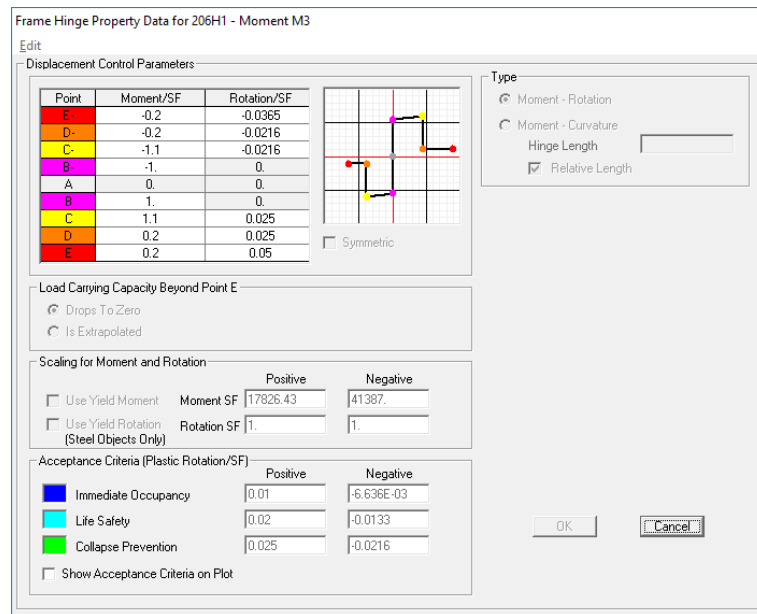 Frame Hinge Property Data for 206H1 - Moment M3
Edit
Displacement Control Parameters
Point Moment/SF Rotation/SF
E- -0.2 -0.0365
D- -0.2 -0.0216
C- -1.1 -0.0216
B- -1. 0.
A 0. 0.
B 1. 0.
C 1.1 0.025
D 0.2 0.025
E 0.2 0.05
Symmetric
Type
Moment - Rotation
Moment - Curvature
Hinge Length
Relative Length
Load Carrying Capacity Beyond Point E
Drops To Zero
Is Extrapolated
Scaling for Moment and Rotation
Positive Negative
Use Yield Moment Moment SF 17826.43 41387.
Use Yield Rotation Rotation SF 1. 1.
(Steel Objects Only)
Acceptance Criteria (Plastic Rotation/SF)
Positive Negative
Immediate Occupancy 0.01 -6.636E-03
Life Safety 0.02 -0.0133
Collapse Prevention 0.025 -0.0216
Show Acceptance Criteria on Plot
OK Cancel